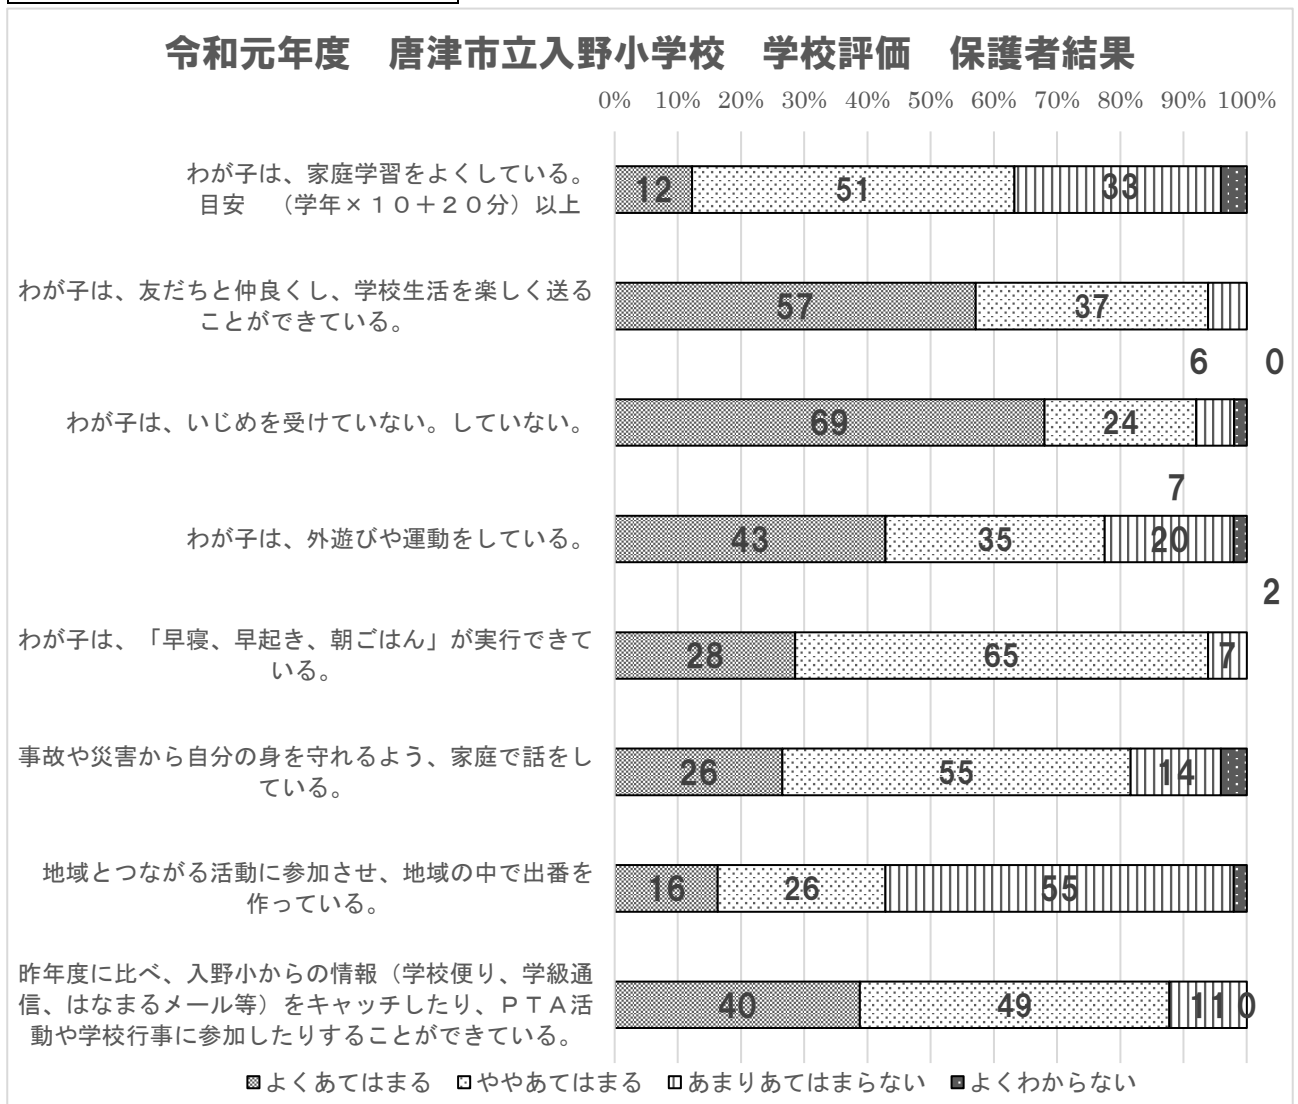 令和元年度　唐津市立入野小学校　学校評価　保護者結果
0% 10% 20% 30% 40% 50% 60% 70% 80% 90% 100%
わが子は、家庭学習をよくしている。
目安　（学年×１０＋２０分）以上
12 51 33
わが子は、友だちと仲良くし、学校生活を楽しく送る
ことができている。
57 37
6 0
わが子は、いじめを受けていない。していない。
69 24
7
わが子は、外遊びや運動をしている。
43 35 20
2
わが子は、「早寝、早起き、朝ごはん」が実行できて
いる。
28 65 7
事故や災害から自分の身を守れるよう、家庭で話をし
ている。
26 55 14
地域とつながる活動に参加させ、地域の中で出番を
作っている。
16 26 55
昨年度に比べ、入野小からの情報（学校便り、学級通
信、はなまるメール等）をキャッチしたり、ＰＴＡ活
動や学校行事に参加したりすることができている。
40 49 11 0
よくあてはまる ややあてはまる あまりあてはまらない よくわからない